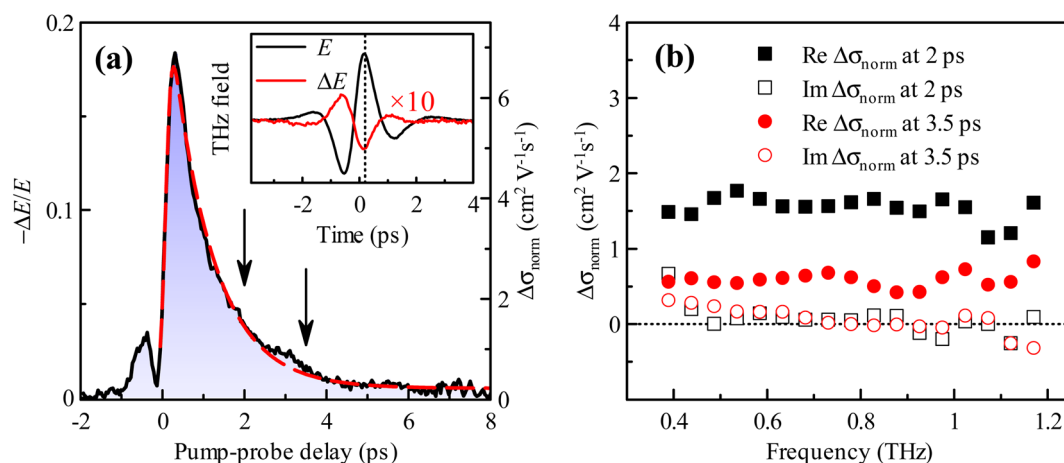 (a)
−ΔE/E
0.2
0.1
0
-2
0
2
4
6
8
Pump-probe delay (ps)
E
ΔE
×10
THz field
-2
0
2
4
Time (ps)
6
4
2
0
Δσnorm (cm² V⁻¹s⁻¹)
(b)
Re Δσnorm at 2 ps
Im Δσnorm at 2 ps
Re Δσnorm at 3.5 ps
Im Δσnorm at 3.5 ps
Δσnorm (cm² V⁻¹s⁻¹)
4
3
2
1
0
-1
0.4
0.6
0.8
1
1.2
Frequency (THz)